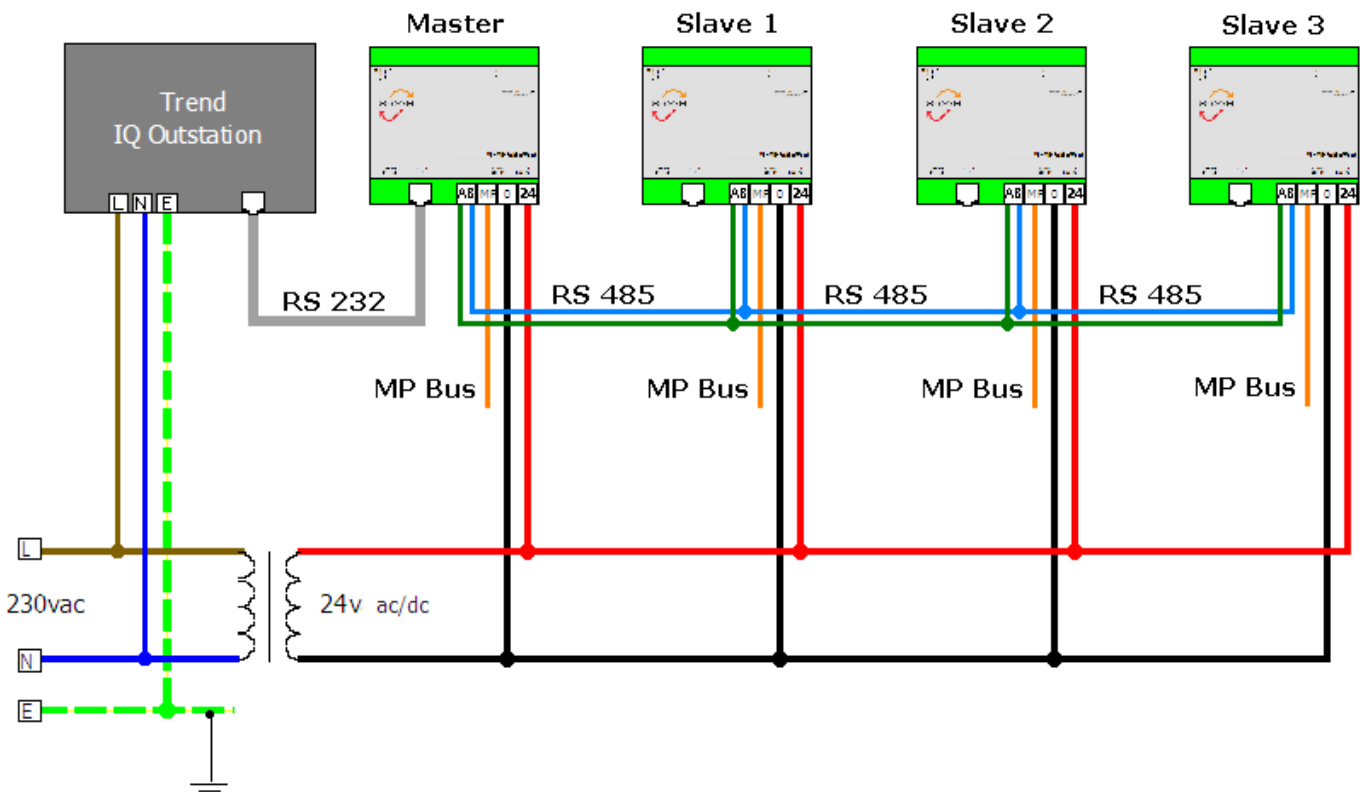 Master
Slave 1
Slave 2
Slave 3
Trend
IQ Outstation
L N E
AB MP 0 24
AB MP 0 24
AB MP 0 24
AB MP 0 24
RS 232
RS 485
RS 485
RS 485
MP Bus
MP Bus
MP Bus
MP Bus
L
230vac
24v ac/dc
N
E